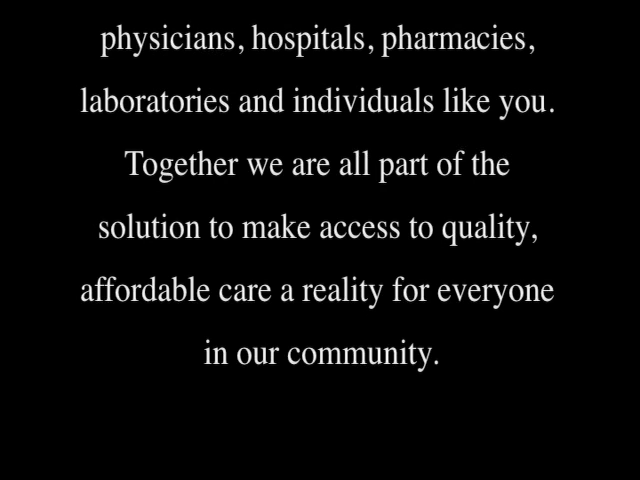 physicians, hospitals, pharmacies,
laboratories and individuals like you.
Together we are all part of the
solution to make access to quality,
affordable care a reality for everyone
in our community.